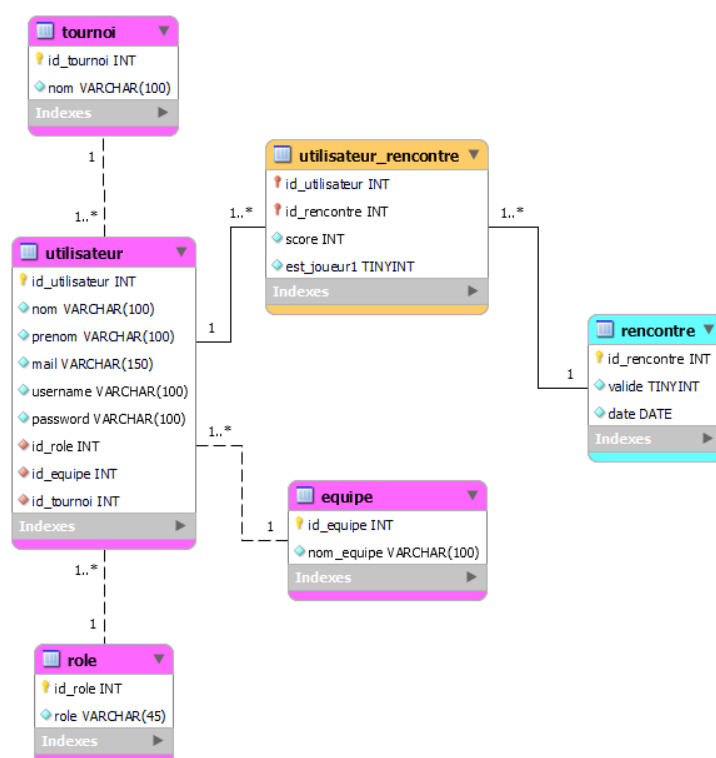 tournoi
id_tournoi INT
nom VARCHAR(100)
Indexes
1
1..*
utilisateur
id_utilisateur INT
nom VARCHAR(100)
prenom VARCHAR(100)
mail VARCHAR(150)
username VARCHAR(100)
password VARCHAR(100)
id_role INT
id_equipe INT
id_tournoi INT
Indexes
1..*
1
role
id_role INT
role VARCHAR(45)
Indexes
1
1..*
utilisateur_rencontre
id_utilisateur INT
id_rencontre INT
score INT
est_joueur1 TINYINT
Indexes
1..*
1
rencontre
id_rencontre INT
valide TINYINT
date DATE
Indexes
1..*
1
equipe
id_equipe INT
nom_equipe VARCHAR(100)
Indexes